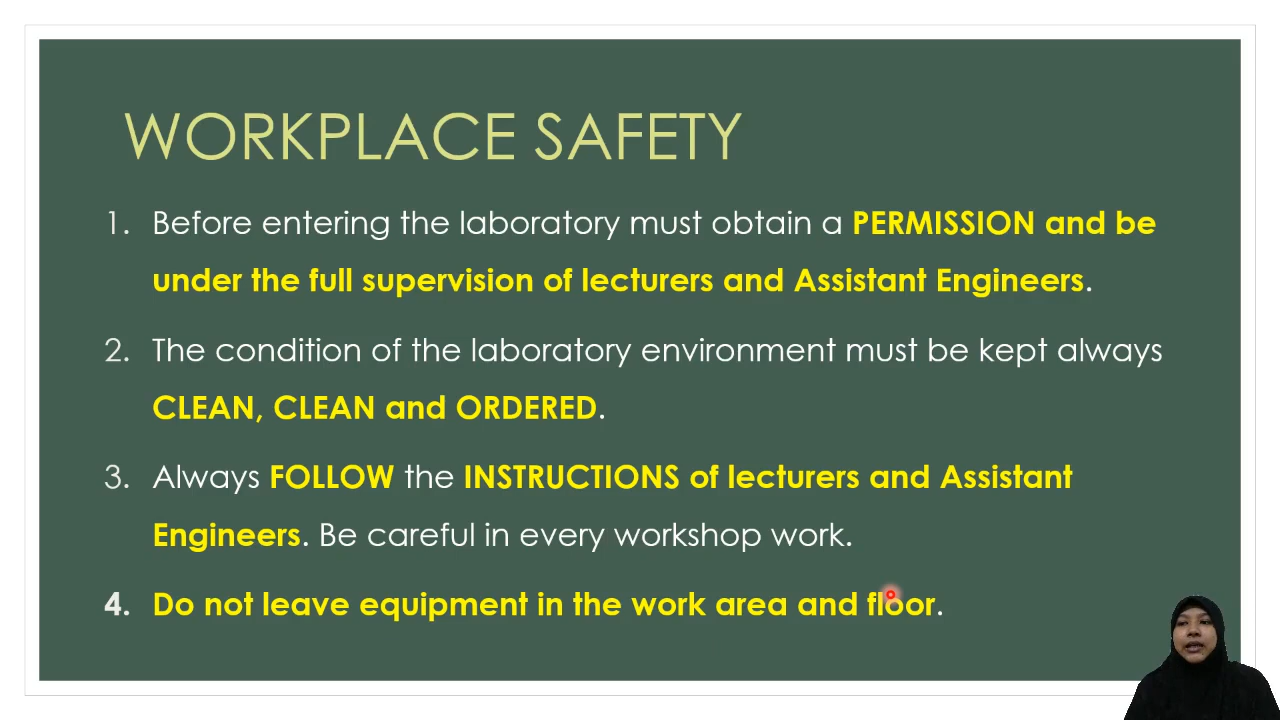 WORKPLACE SAFETY
1. Before entering the laboratory must obtain a PERMISSION and be
under the full supervision of lecturers and Assistant Engineers.
2. The condition of the laboratory environment must be kept always
CLEAN, CLEAN and ORDERED.
3. Always FOLLOW the INSTRUCTIONS of lecturers and Assistant
Engineers. Be careful in every workshop work.
4. Do not leave equipment in the work area and floor.